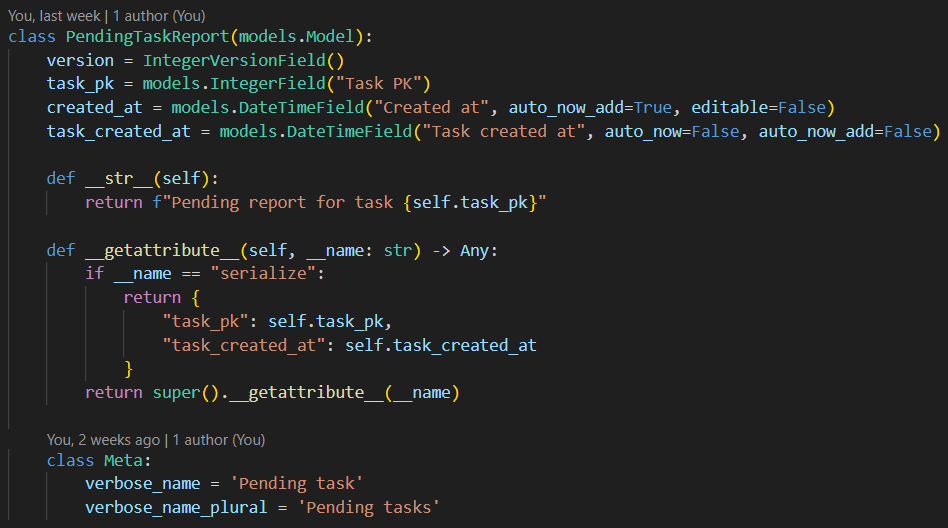 You, last week | 1 author (You)
class PendingTaskReport(models.Model):
    version = IntegerVersionField()
    task_pk = models.IntegerField("Task PK")
    created_at = models.DateTimeField("Created at", auto_now_add=True, editable=False)
    task_created_at = models.DateTimeField("Task created at", auto_now=False, auto_now_add=False)
    def __str__(self):
        return f"Pending report for task {self.task_pk}"
    def __getattribute__(self, __name: str) -> Any:
        if __name == "serialize":
            return {
                "task_pk": self.task_pk,
                "task_created_at": self.task_created_at
            }
        return super().__getattribute__(__name)
    You, 2 weeks ago | 1 author (You)
    class Meta:
        verbose_name = 'Pending task'
        verbose_name_plural = 'Pending tasks'